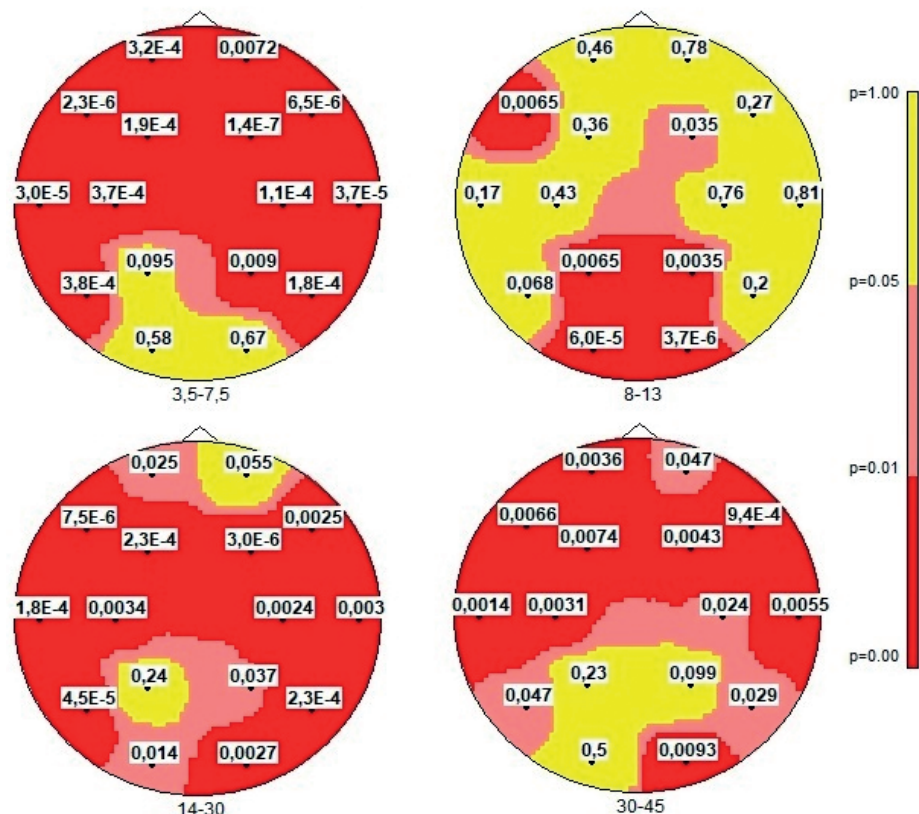 3,2E-4 0,0072
2,3E-6 6,5E-6
1,9E-4 1,4E-7
3,0E-5 3,7E-4 1,1E-4 3,7E-5
0,095 0,009
3,8E-4 1,8E-4
0,58 0,67
3,5-7,5
0,46 0,78
0,0065 0,27
0,36 0,035
0,17 0,43 0,76 0,81
0,0065 0,0035
0,068 0,2
6,0E-5 3,7E-6
8-13
p=1.00
p=0.05
p=0.01
p=0.00
0,025 0,055
7,5E-6 0,0025
2,3E-4 3,0E-6
1,8E-4 0,0034 0,0024 0,003
0,24 0,037
4,5E-5 2,3E-4
0,014 0,0027
14-30
0,0036 0,047
0,0066 9,4E-4
0,0074 0,0043
0,0014 0,0031 0,024 0,0055
0,23 0,099
0,047 0,029
0,5 0,0093
30-45